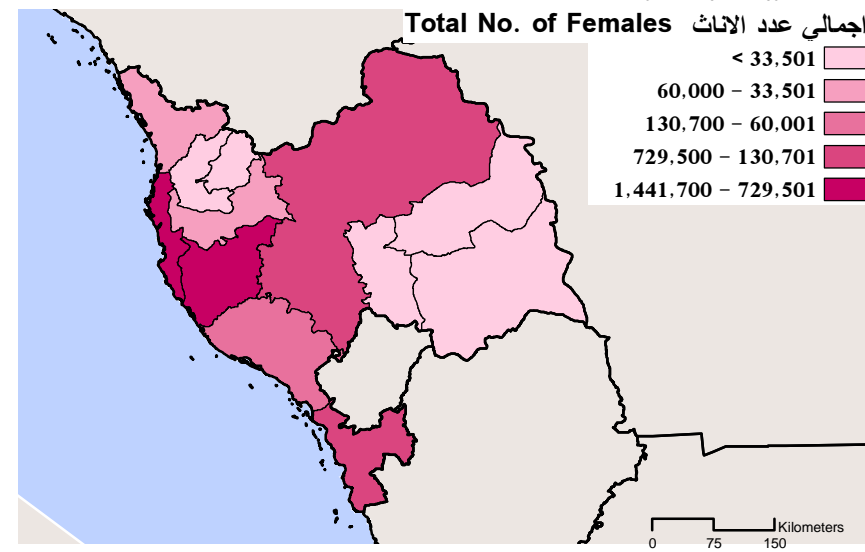 Total No. of Females اجمالي عدد الاناث
< 33,501
60,000 – 33,501
130,700 – 60,001
729,500 – 130,701
1,441,700 – 729,501
Kilometers
0 75 150